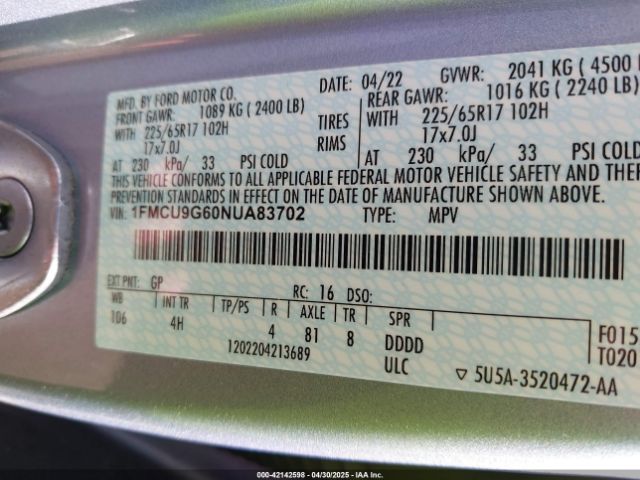 MFD. BY FORD MOTOR CO. DATE: 04/22 GVWR: 2041 KG ( 4500
FRONT GAWR: 1089 KG ( 2400 LB) REAR GAWR: 1016 KG ( 2240 LB)
WITH 225/65R17 102H TIRES WITH 225/65R17 102H
17x7.0J RIMS 17x7.0J
AT 230 kPa/ 33 PSI COLD AT 230 kPa/ 33 PSI COLD
THIS VEHICLE CONFORMS TO ALL APPLICABLE FEDERAL MOTOR VEHICLE SAFETY AND THEF
PREVENTION STANDARDS IN EFFECT ON THE DATE OF MANUFACTURE SHOWN ABOVE.
VIN: 1FMCU9G60NUA83702 TYPE: MPV
EXT PNT: GP RC: 16 DSO:
WB INT TR TP/PS R AXLE TR SPR
106 4H 4 81 8 DDDD
1202204213689 ULC
F015
T020
▽ 5U5A-3520472-AA
000-42142598 - 04/30/2025 - IAA Inc.